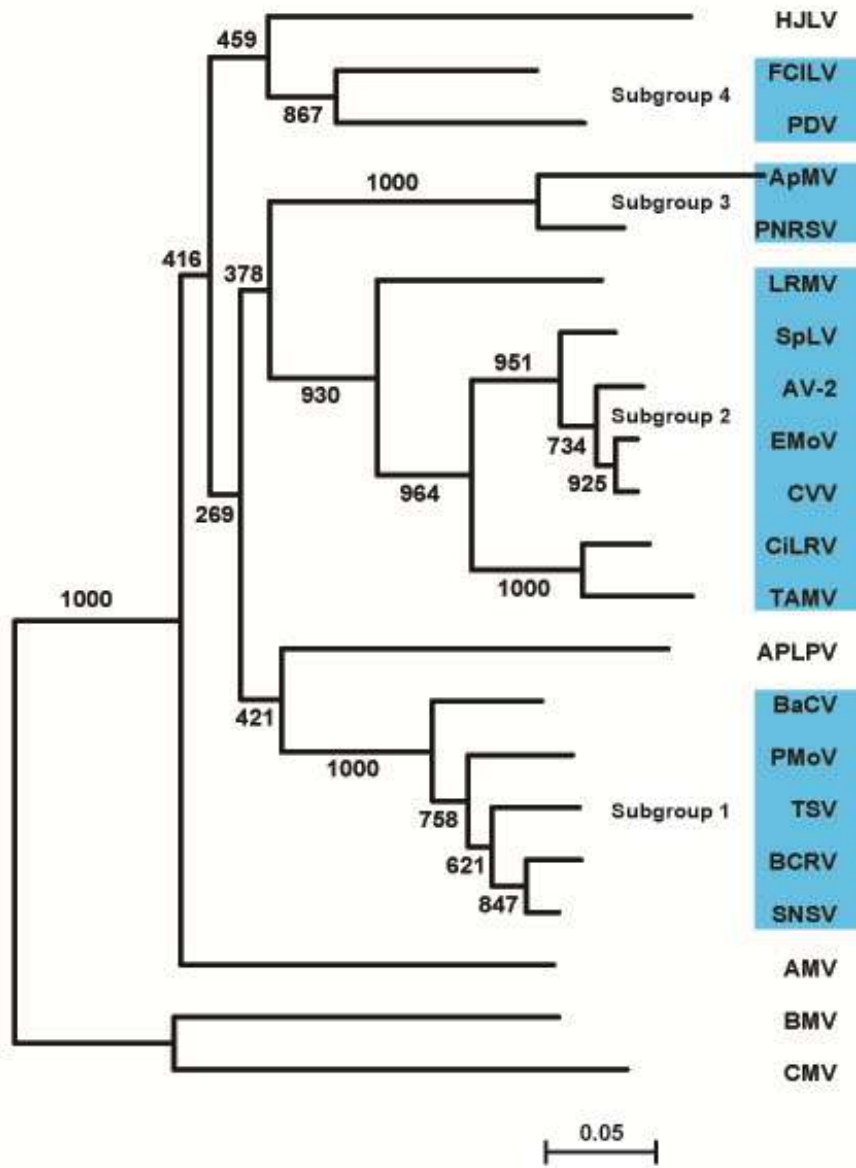 HJLV
459
FCILV
Subgroup 4
867
PDV
1000
ApMV
Subgroup 3
PNRSV
416
378
LRMV
SpLV
951
AV-2
930
Subgroup 2
734
EMoV
925
CVV
964
269
CiLRV
1000
TAMV
1000
APLPV
421
BaCV
1000
PMoV
758
Subgroup 1
TSV
621
BCRV
847
SNSV
AMV
BMV
CMV
0.05